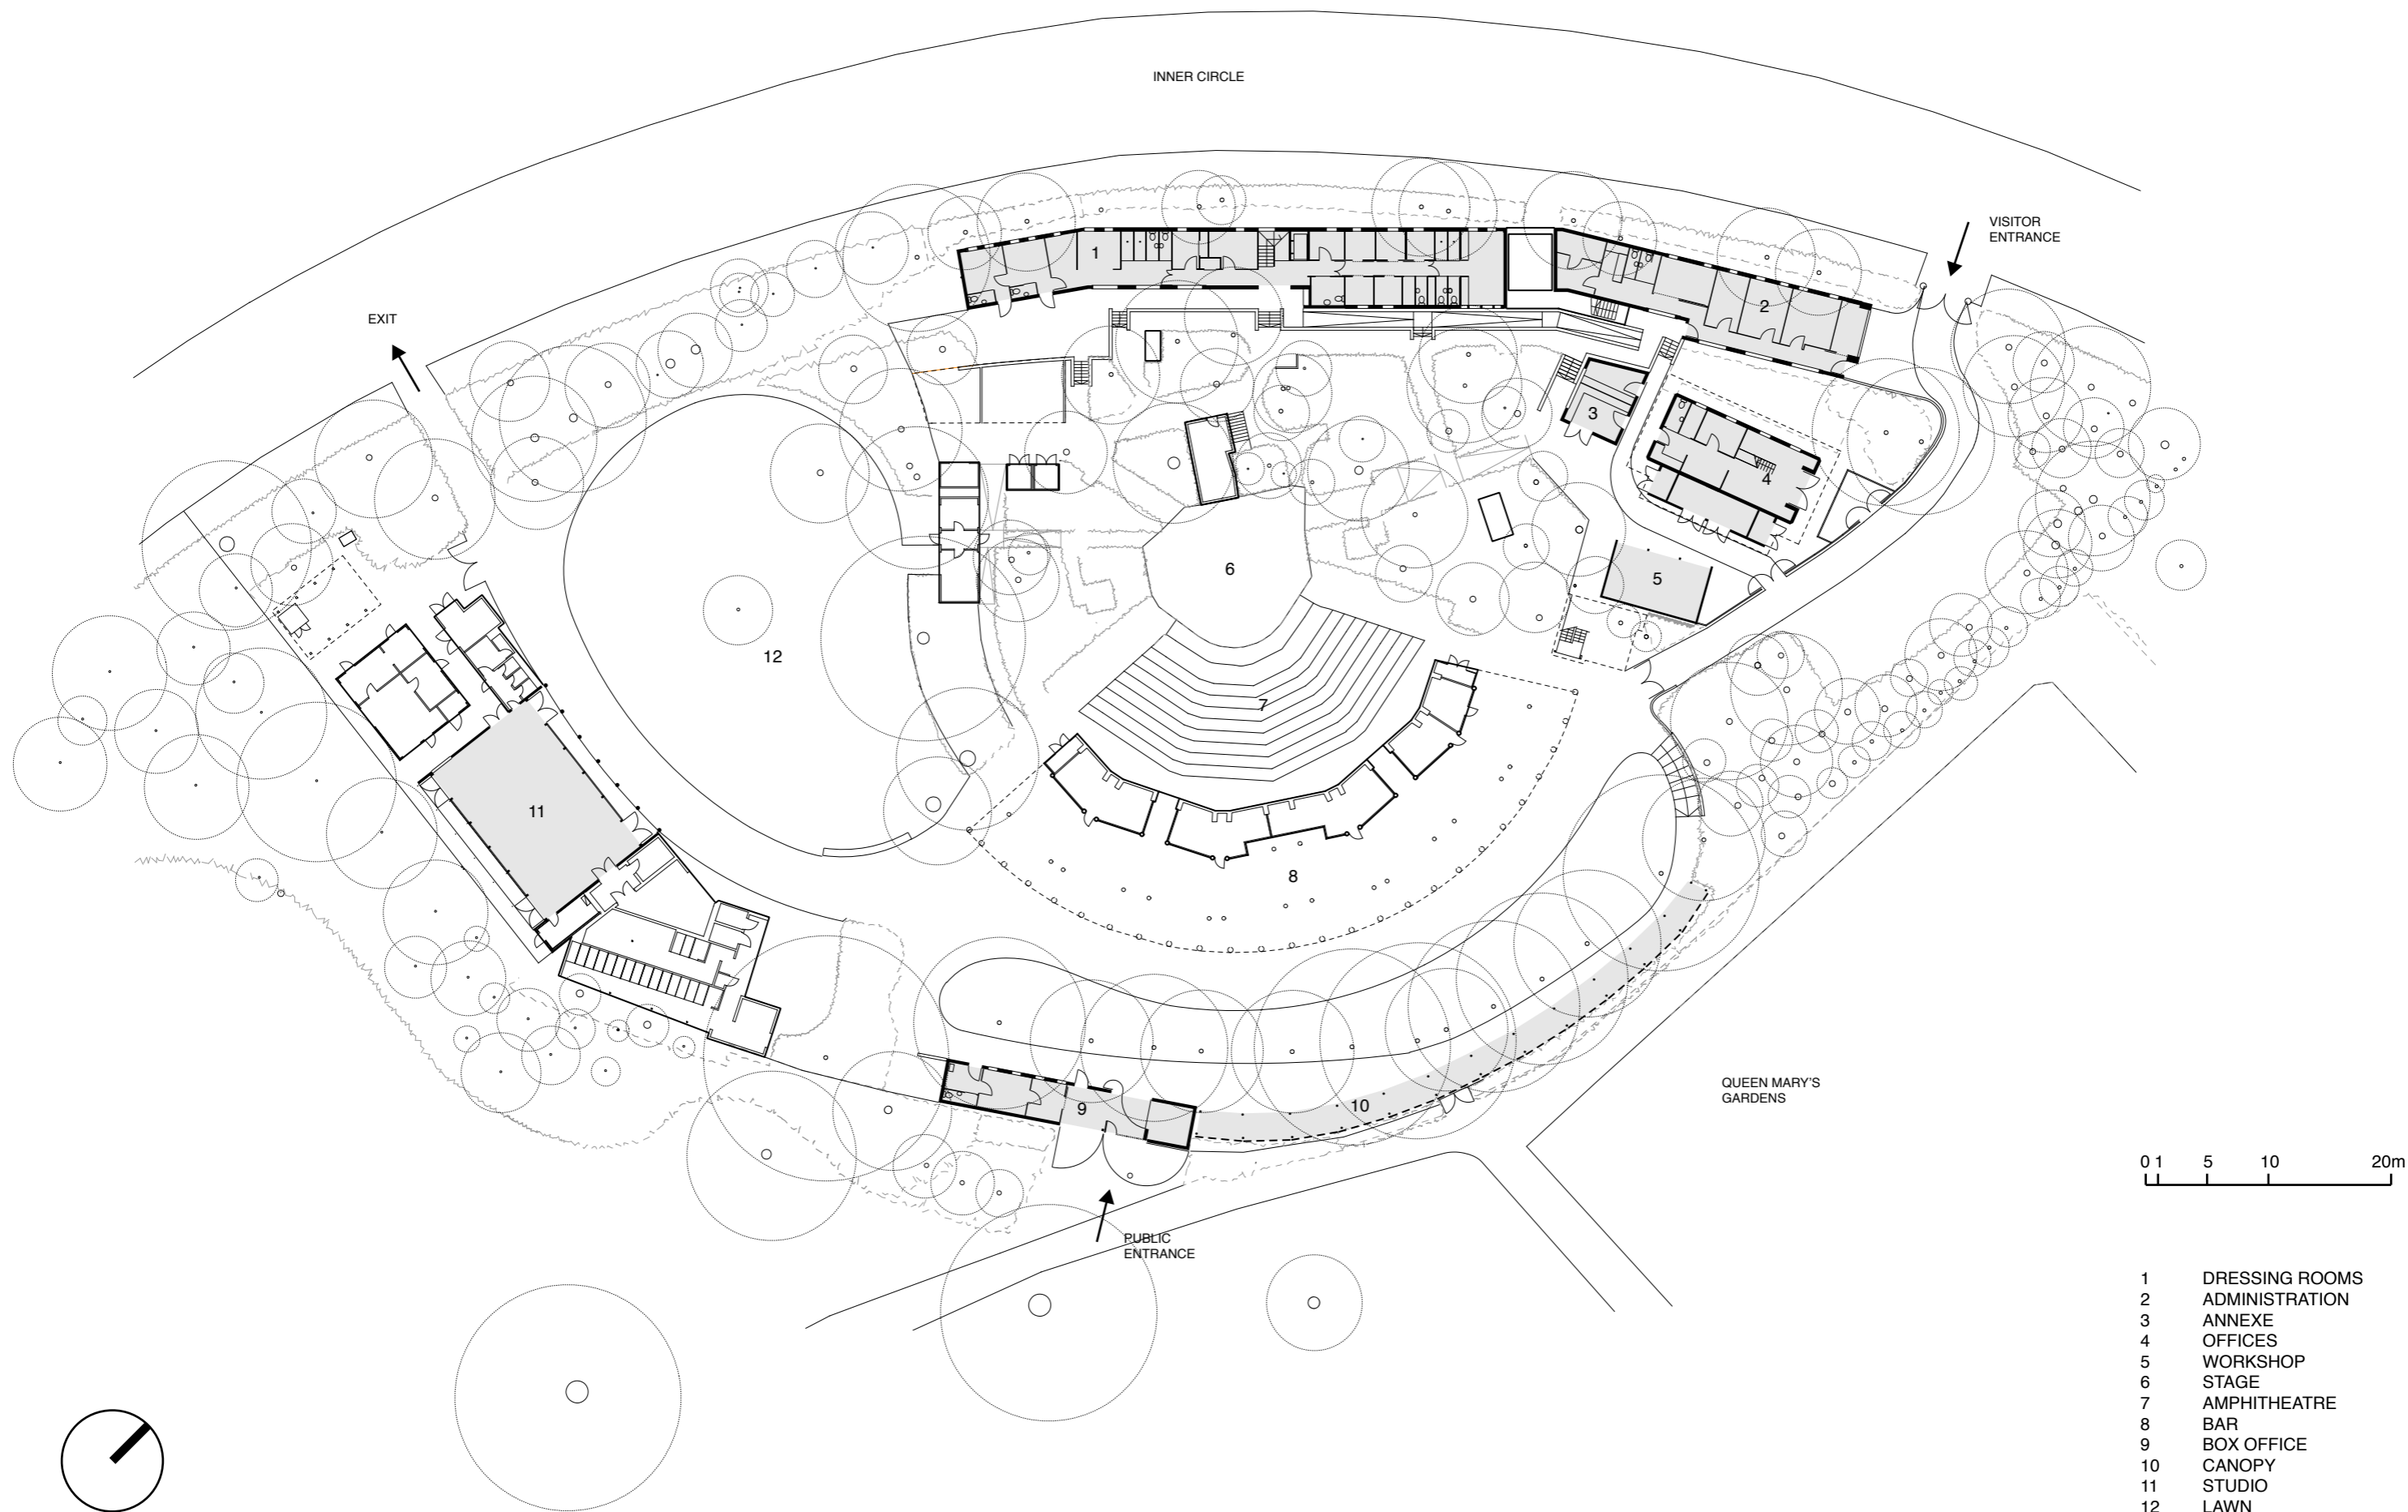 INNER CIRCLE
VISITOR
ENTRANCE
EXIT
1
2
3
4
5
6
7
8
9
10
11
12
QUEEN MARY'S
GARDENS
PUBLIC
ENTRANCE
0 1 5 10 20m
1 DRESSING ROOMS
2 ADMINISTRATION
3 ANNEXE
4 OFFICES
5 WORKSHOP
6 STAGE
7 AMPHITHEATRE
8 BAR
9 BOX OFFICE
10 CANOPY
11 STUDIO
12 LAWN